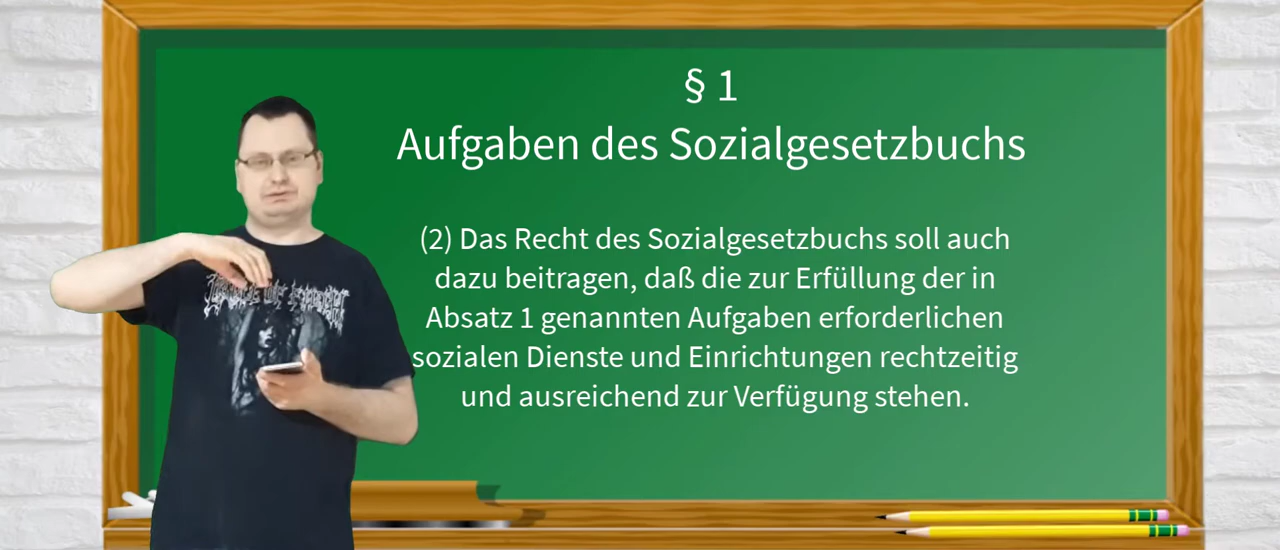 § 1
Aufgaben des Sozialgesetzbuchs
(2) Das Recht des Sozialgesetzbuchs soll auch
dazu beitragen, daß die zur Erfüllung der in
Absatz 1 genannten Aufgaben erforderlichen
sozialen Dienste und Einrichtungen rechtzeitig
und ausreichend zur Verfügung stehen.